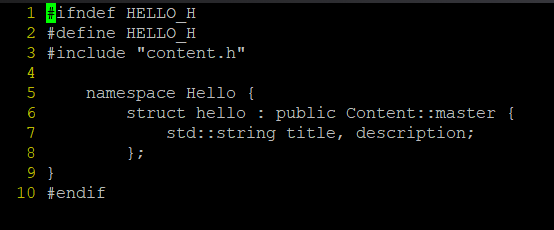 1 #ifndef HELLO_H
2 #define HELLO_H
3 #include "content.h"
4
5     namespace Hello {
6         struct hello : public Content::master {
7             std::string title, description;
8         };
9 }
10 #endif